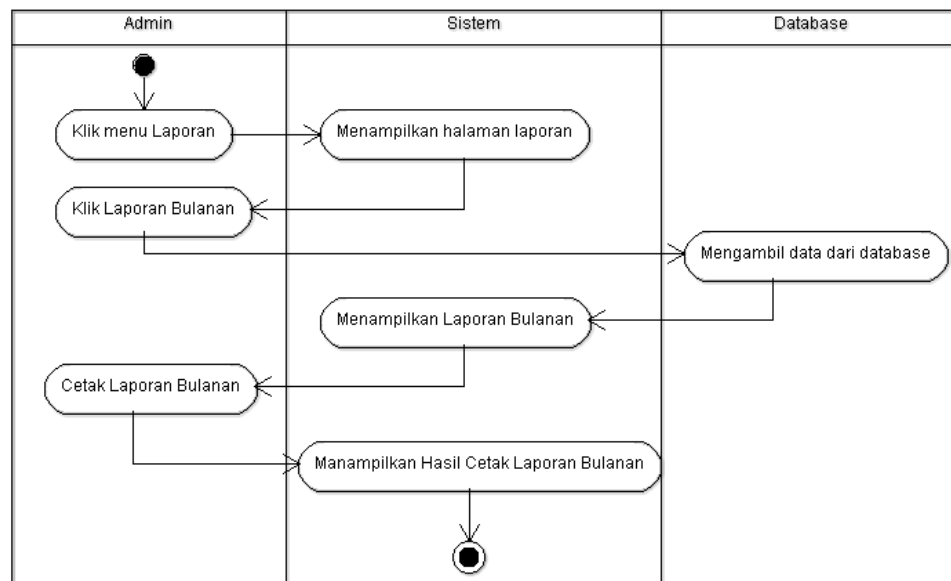 Admin
Sistem
Database
Klik menu Laporan
Menampilkan halaman laporan
Klik Laporan Bulanan
Mengambil data dari database
Menampilkan Laporan Bulanan
Cetak Laporan Bulanan
Manampilkan Hasil Cetak Laporan Bulanan